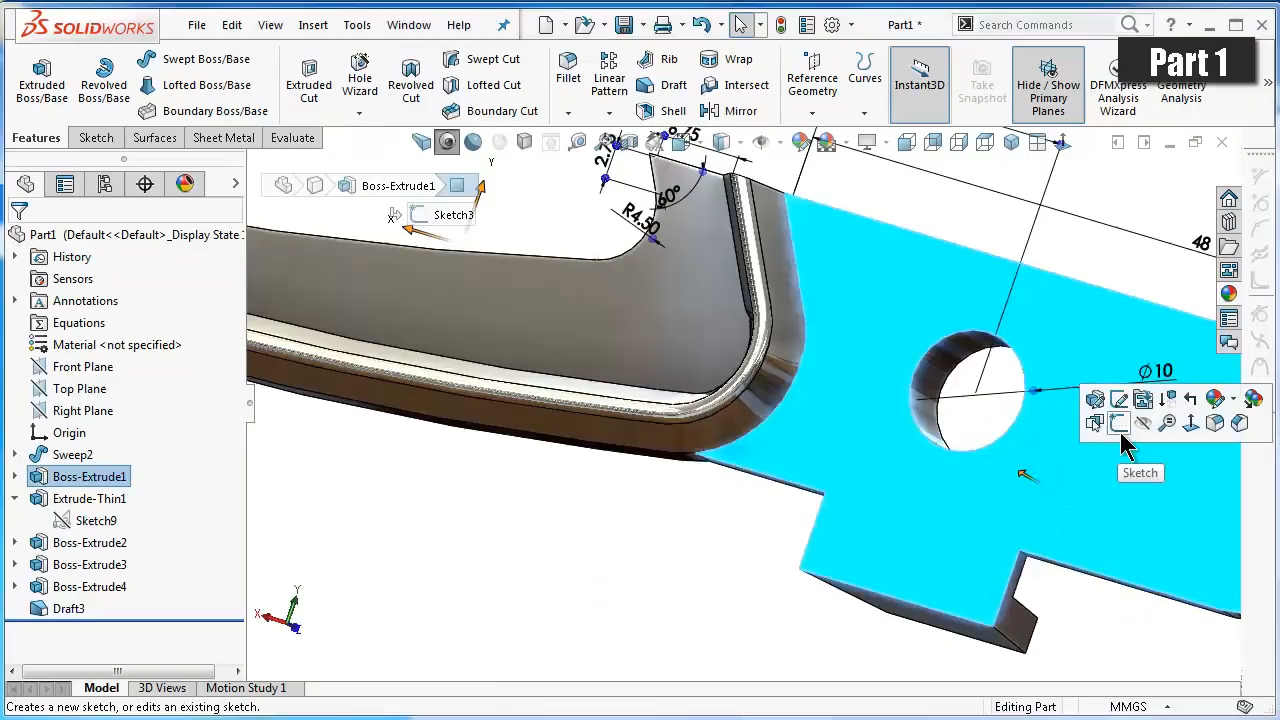 SOLIDWORKS
File
Edit
View
Insert
Tools
Window
Help
Part1 *
Search Commands
?
Part 1
Extruded Boss/Base
Revolved Boss/Base
Swept Boss/Base
Lofted Boss/Base
Boundary Boss/Base
Extruded Cut
Hole Wizard
Revolved Cut
Swept Cut
Lofted Cut
Boundary Cut
Fillet
Linear Pattern
Rib
Draft
Shell
Wrap
Intersect
Mirror
Reference Geometry
Curves
Instant3D
Take Snapshot
Hide / Show Primary Planes
DFMXpress Analysis Wizard
Geometry Analysis
Features
Sketch
Surfaces
Sheet Metal
Evaluate
Boss-Extrude1
Sketch3
Part1 (Default<<Default>_Display State
History
Sensors
Annotations
Equations
Material <not specified>
Front Plane
Top Plane
Right Plane
Origin
Sweep2
Boss-Extrude1
Extrude-Thin1
Sketch9
Boss-Extrude2
Boss-Extrude3
Boss-Extrude4
Draft3
60°
R4.50
48
Ø10
Sketch
Y
X
Y
X
Z
Model
3D Views
Motion Study 1
Creates a new sketch, or edits an existing sketch.
Editing Part
MMGS